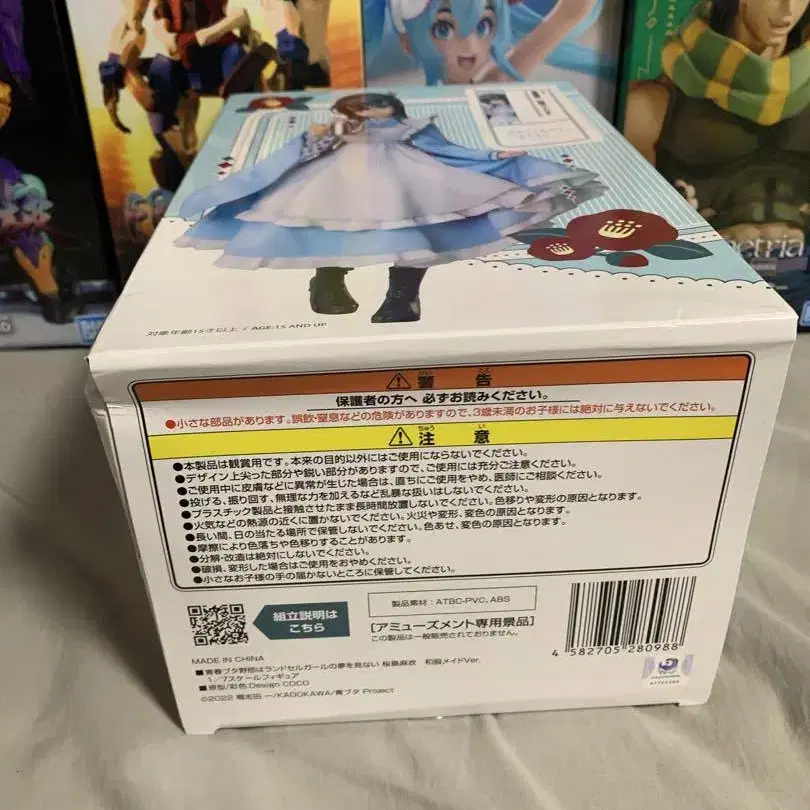 etria
対象年齢15才以上 / AGE:15 AND UP
警告
保護者の方へ 必ずお読みください。
●小さな部品があります。誤飲・窒息などの危険がありますので、3歳未満のお子様には絶対に与えないでください。
ちゅう い
注意
●本製品は観賞用です。本来の目的以外にはご使用にならないでください。
●デザイン上尖った部分や鋭い部分がありますので、ご使用には充分ご注意ください。
●ご使用中に皮膚などに異常が生じた場合は、直ちにご使用をやめ、医師にご相談ください。
●投げる、振り回す、無理な力を加えるなど乱暴な扱いはしないでください。
●プラスチック製品と接触させたまま長時間放置しないでください。色移りや変形の原因となります。
●火気などの熱源の近くに置かないでください。火災や変形、変色の原因となります。
●長い間、日の当たる場所で保管しないでください。色あせ、変色の原因となります。
●摩擦により色落ちや色移りすることがあります。
●分解・改造は絶対にしないでください。
●破損、変形した場合はご使用をおやめください。
●小さなお子様の手の届かないところに保管してください。
組立説明は
こちら
製品素材：ATBC-PVC, ABS
[アミューズメント専用景品]
この製品は一般販売されておりません。
4 582705 280988
MADE IN CHINA
■青春ブタ野郎はランドセルガールの夢を見ない 桜島麻衣 和服メイドVer.
1/7スケールフィギュア
■原型/彩色:Design COCO
©2022 鴨志田 一/KADOKAWA/青ブタ Project